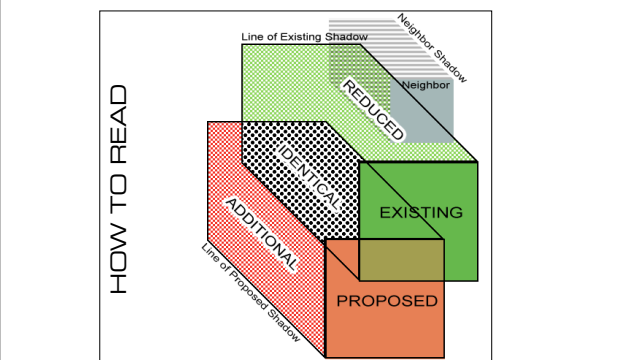 HOW TO READ
Line of Existing Shadow
Neighbor Shadow
Neighbor
REDUCED
IDENTICAL
ADDITIONAL
EXISTING
PROPOSED
Line of Proposed Shadow